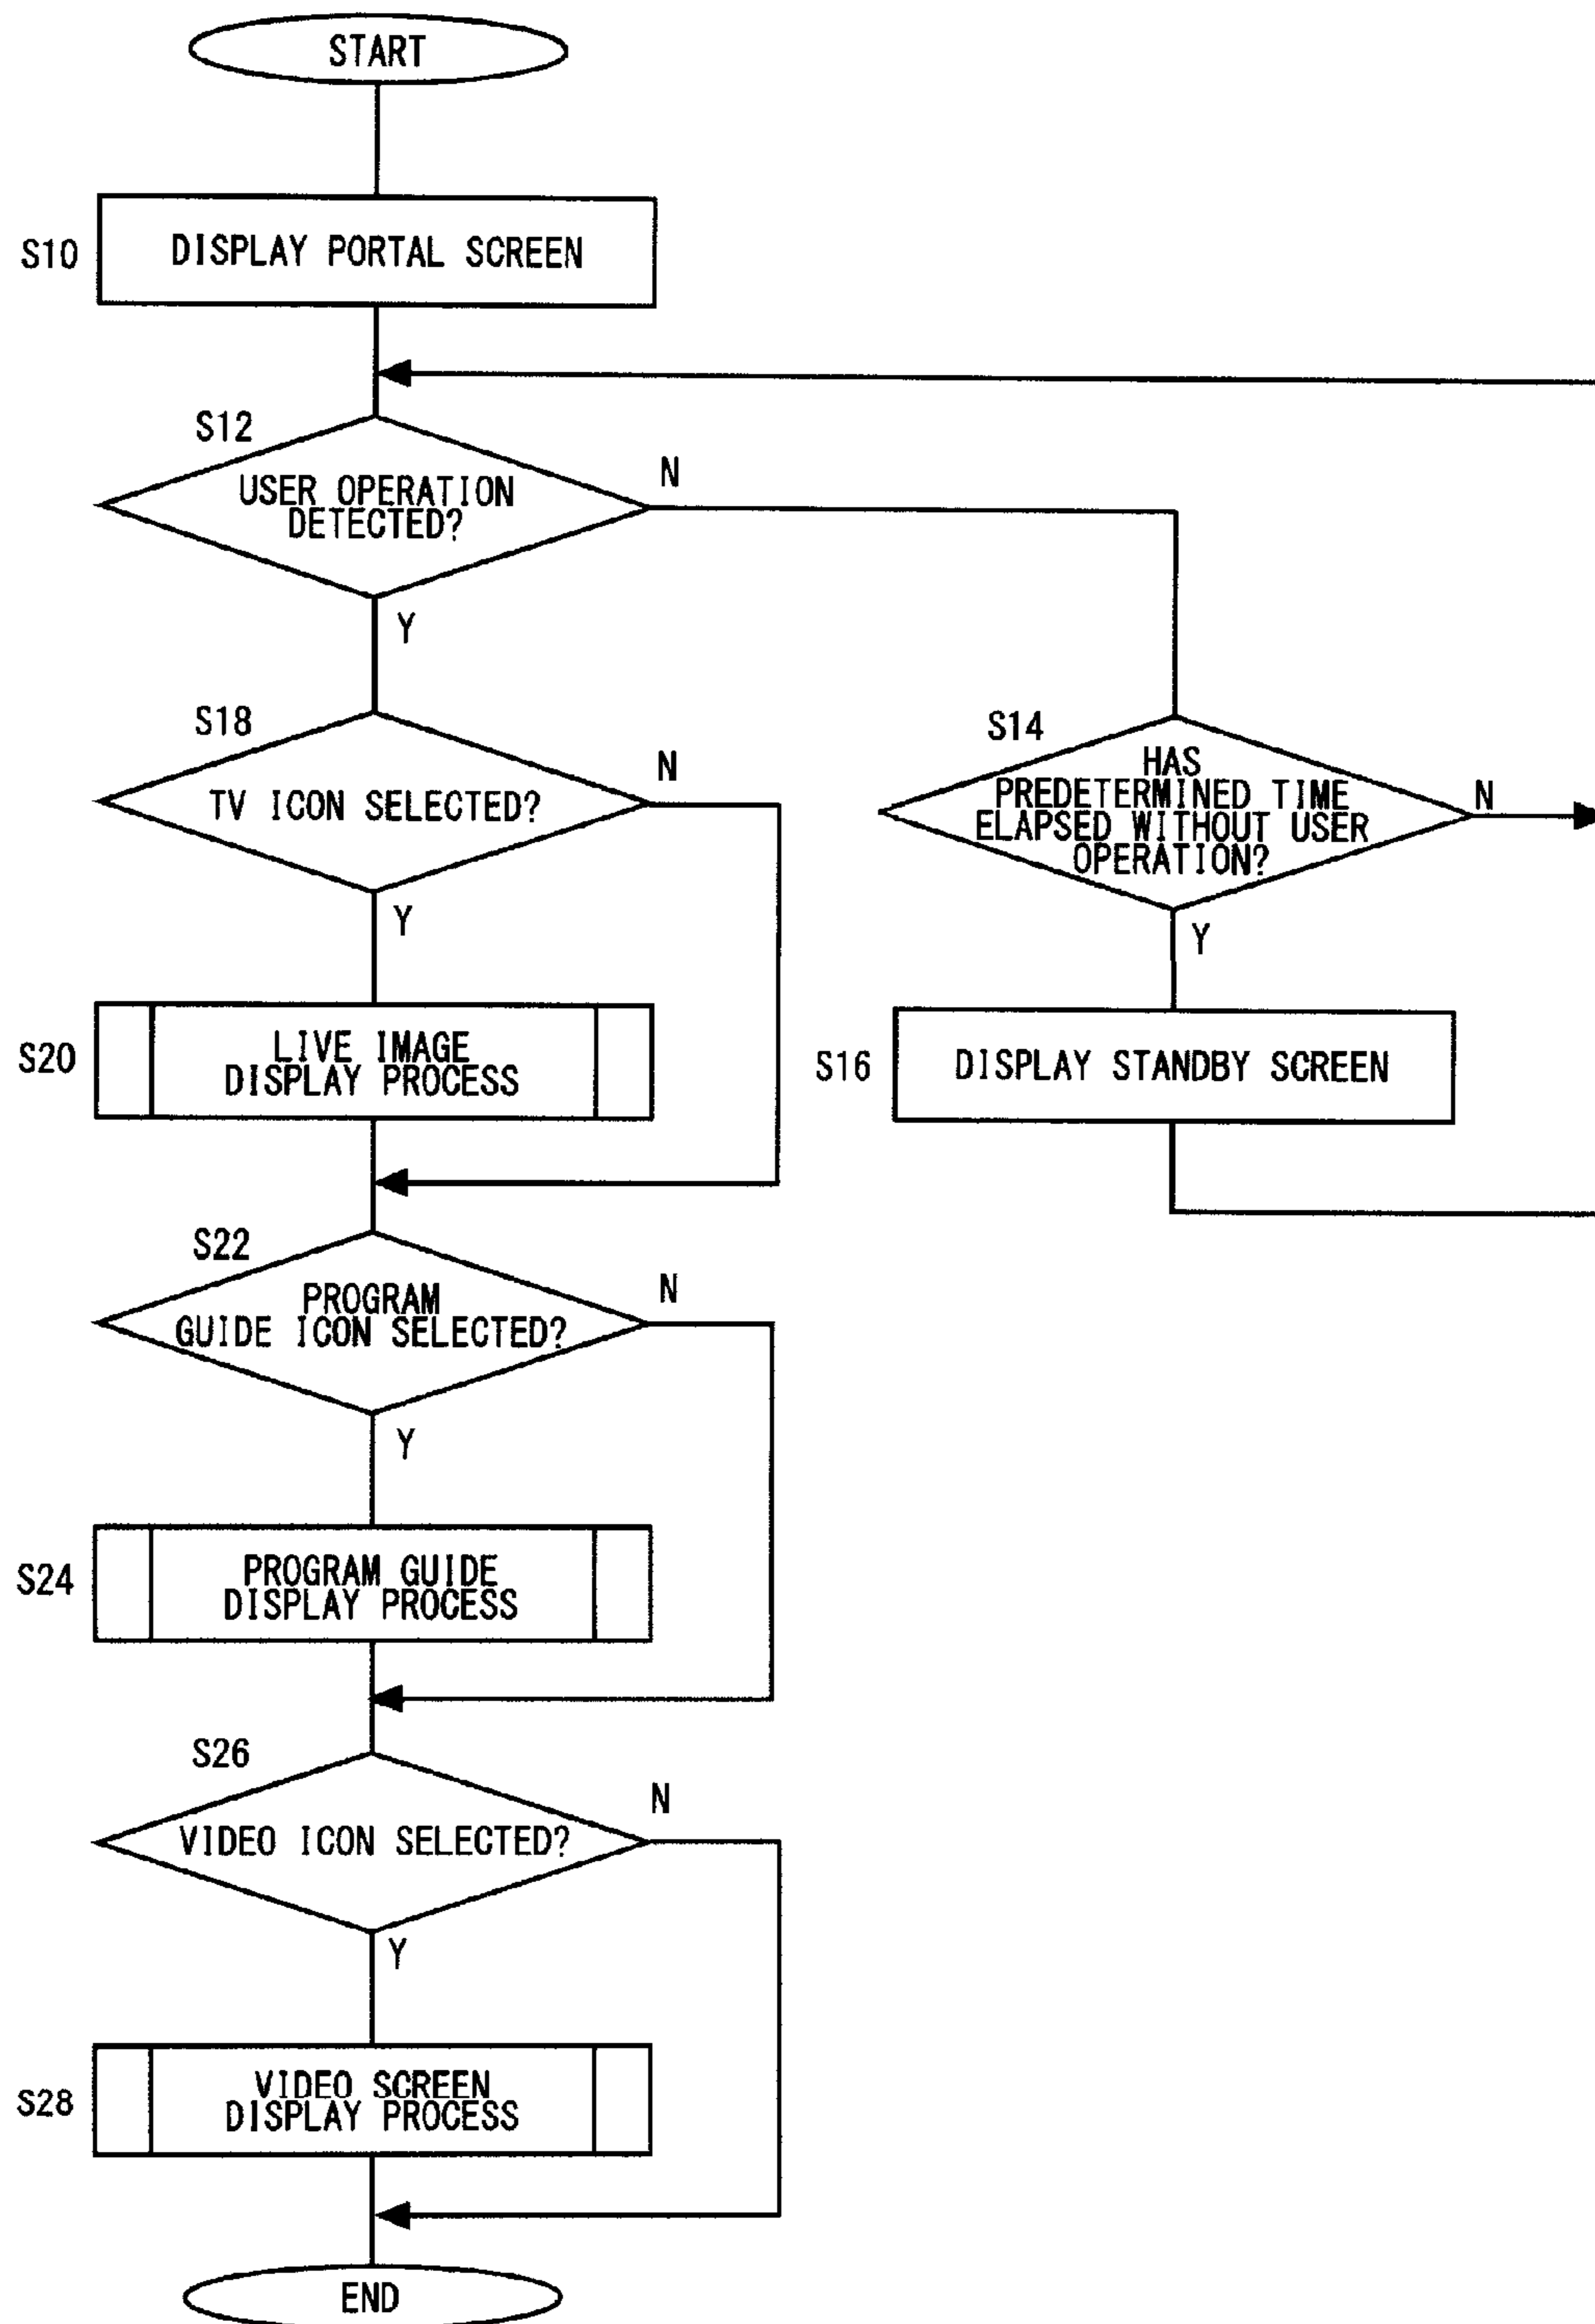 START
S10
DISPLAY PORTAL SCREEN
S12
USER OPERATION
DETECTED?
N
Y
S18
TV ICON SELECTED?
N
Y
S14
HAS
PREDETERMINED TIME
ELAPSED WITHOUT USER
OPERATION?
N
Y
S20
LIVE IMAGE
DISPLAY PROCESS
S16
DISPLAY STANDBY SCREEN
S22
PROGRAM
GUIDE ICON SELECTED?
N
Y
S24
PROGRAM GUIDE
DISPLAY PROCESS
S26
VIDEO ICON SELECTED?
N
Y
S28
VIDEO SCREEN
DISPLAY PROCESS
END